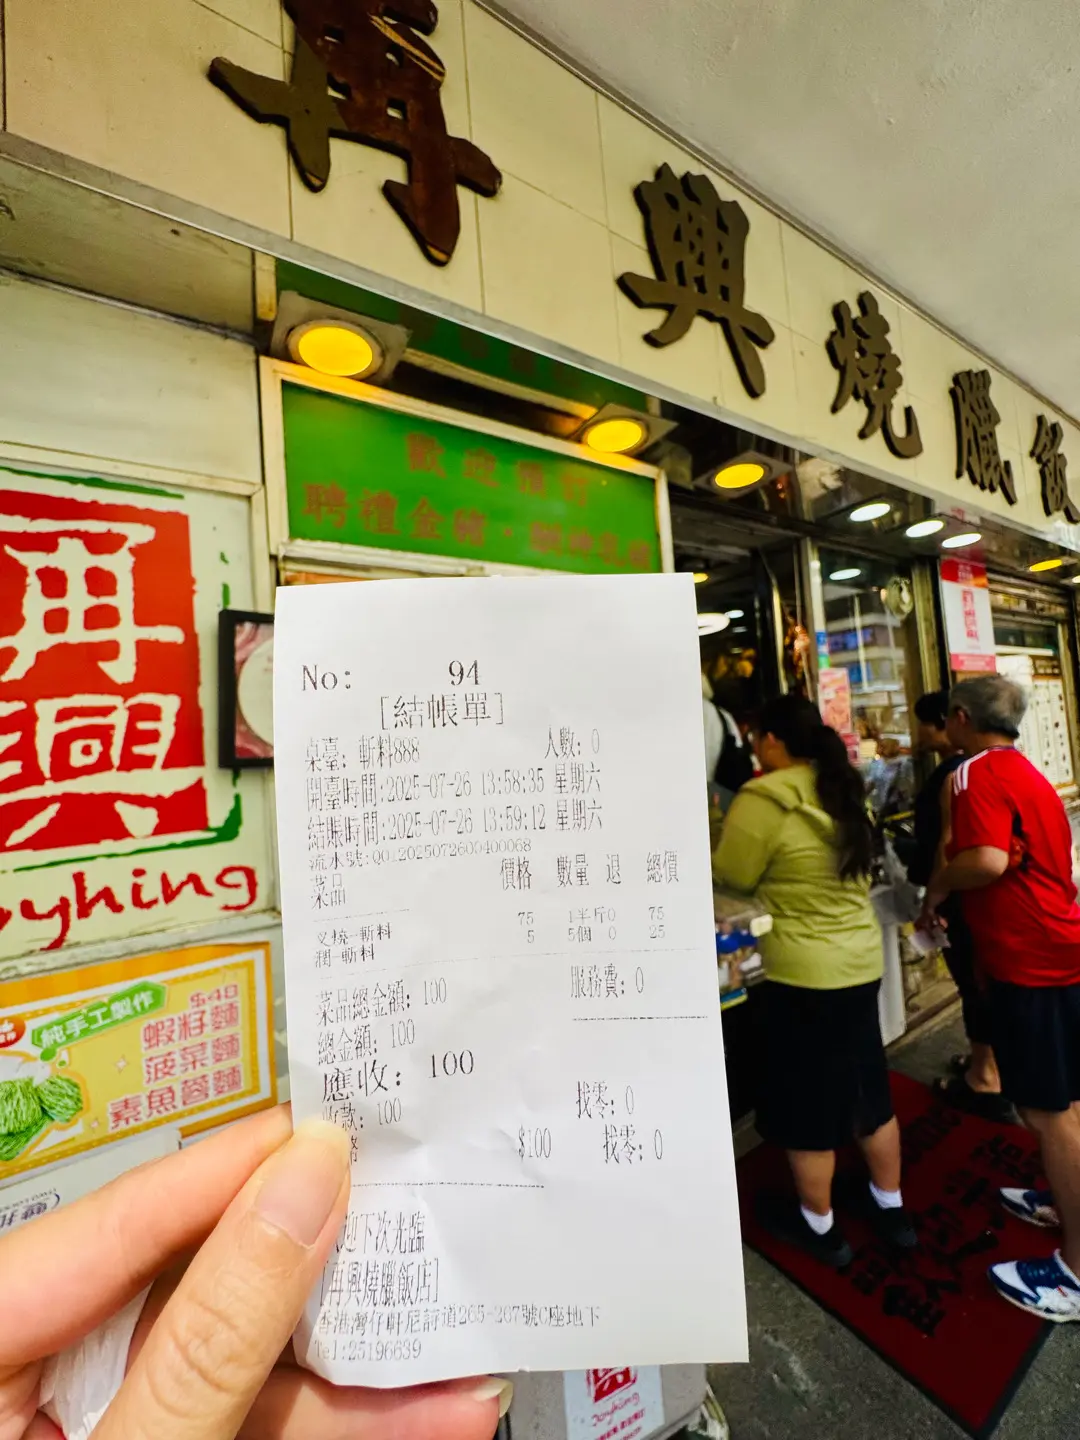 再興燒臘飯
歡迎預訂
聘禮金豬·
再興
$48
純手工製作
蝦籽麵
菠菜麵
素魚蓉麵
No: 94
[結帳單]
桌臺: 斬料888 人數: 0
開臺時間:2025-07-26 13:58:35 星期六
結賬時間:2025-07-26 13:59:12 星期六
流水號:Q012025072600400068
菜品 價格 數量 退 總價
叉燒-斬料 75 1半斤0 75
潤-斬料 5 5個 0 25
菜品總金額: 100 服務費: 0
總金額: 100
應收: 100
收款: 100 找零: 0
$100 找零: 0
迎下次光臨
[再興燒臘飯店]
香港灣仔軒尼詩道265-267號C座地下
Tel:25196639